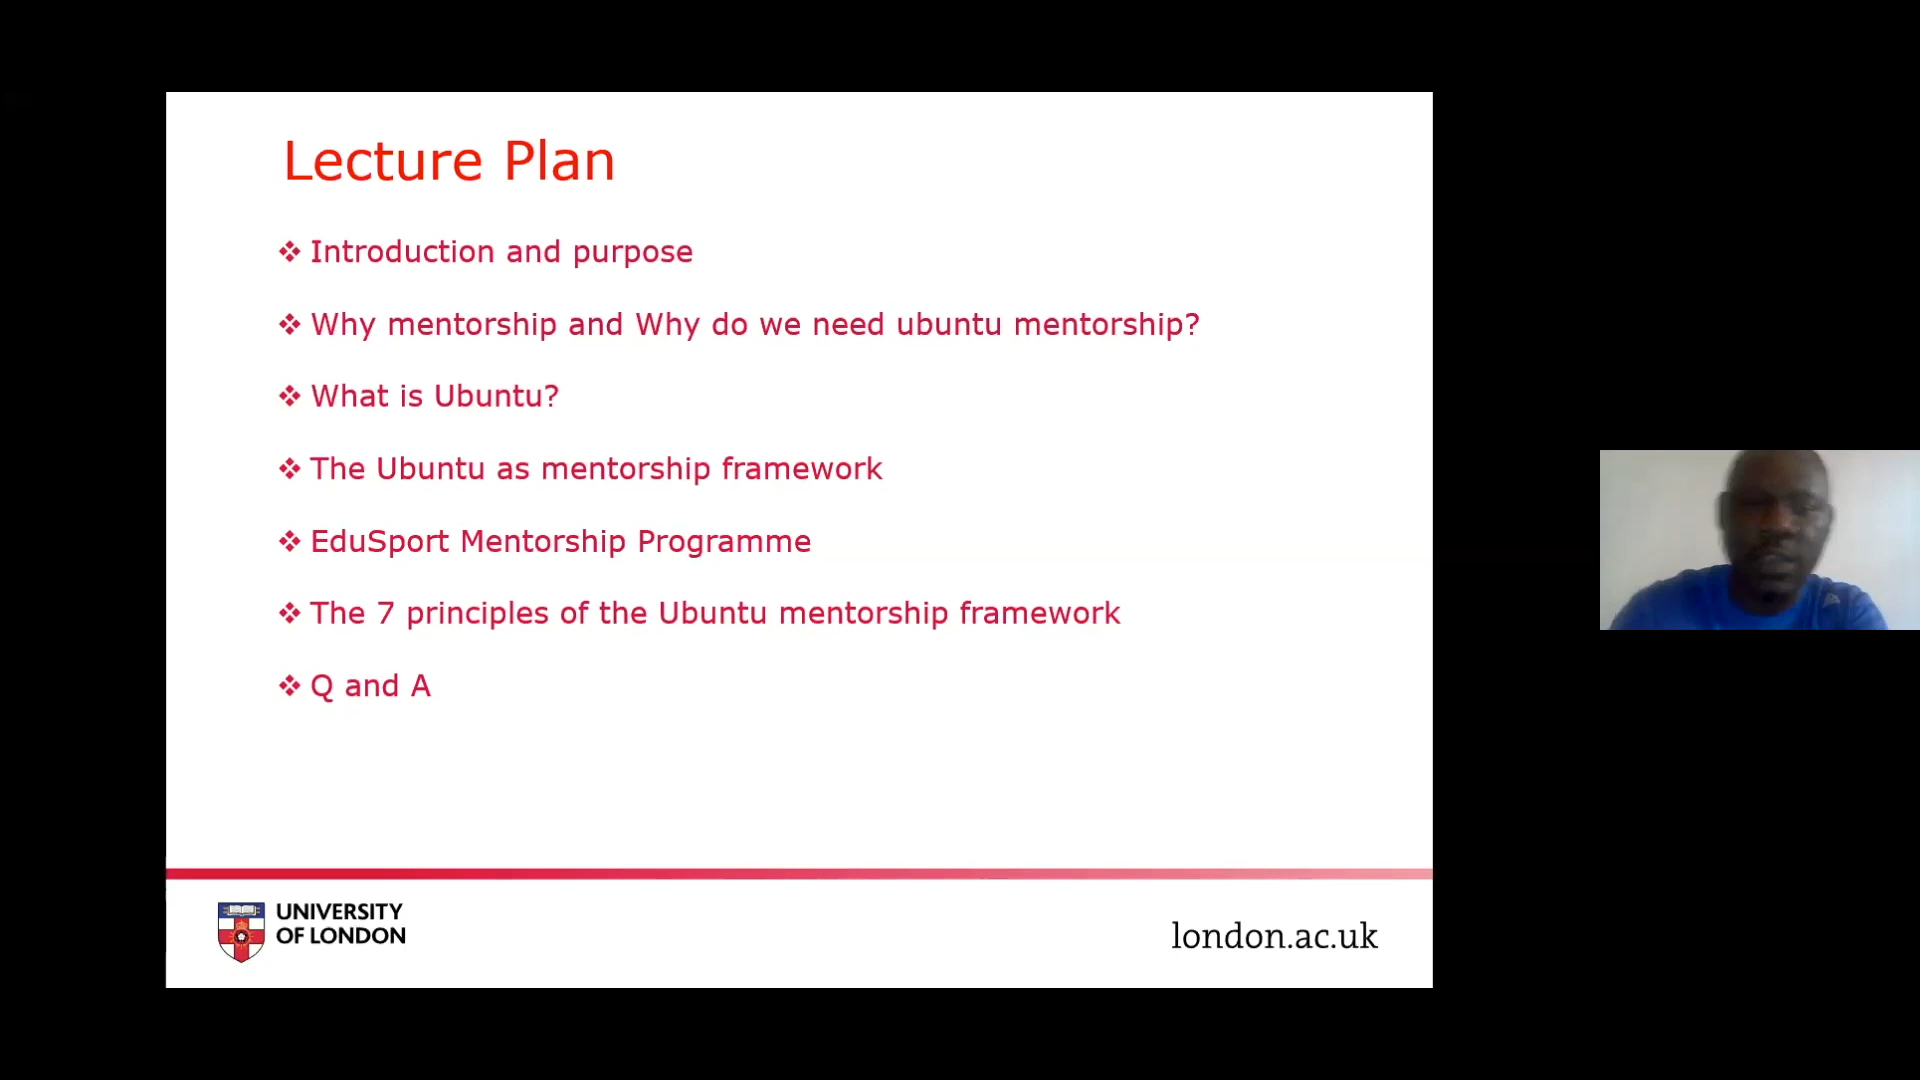 Lecture Plan
❖ Introduction and purpose
❖ Why mentorship and Why do we need ubuntu mentorship?
❖ What is Ubuntu?
❖ The Ubuntu as mentorship framework
❖ EduSport Mentorship Programme
❖ The 7 principles of the Ubuntu mentorship framework
❖ Q and A
UNIVERSITY
OF LONDON
london.ac.uk